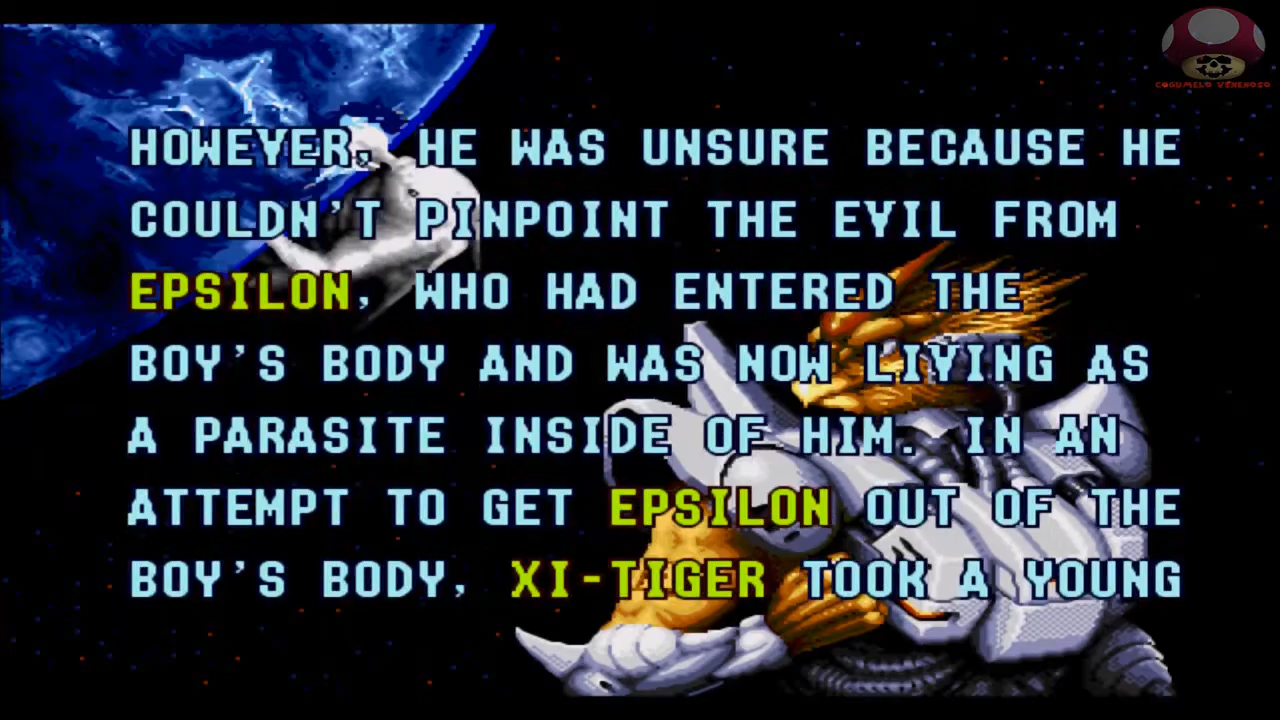 COGUMELO VENENOSO
HOWEVER, HE WAS UNSURE BECAUSE HE
COULDN'T PINPOINT THE EVIL FROM
EPSILON, WHO HAD ENTERED THE
BOY'S BODY AND WAS NOW LIVING AS
A PARASITE INSIDE OF HIM. IN AN
ATTEMPT TO GET EPSILON OUT OF THE
BOY'S BODY, XI-TIGER TOOK A YOUNG